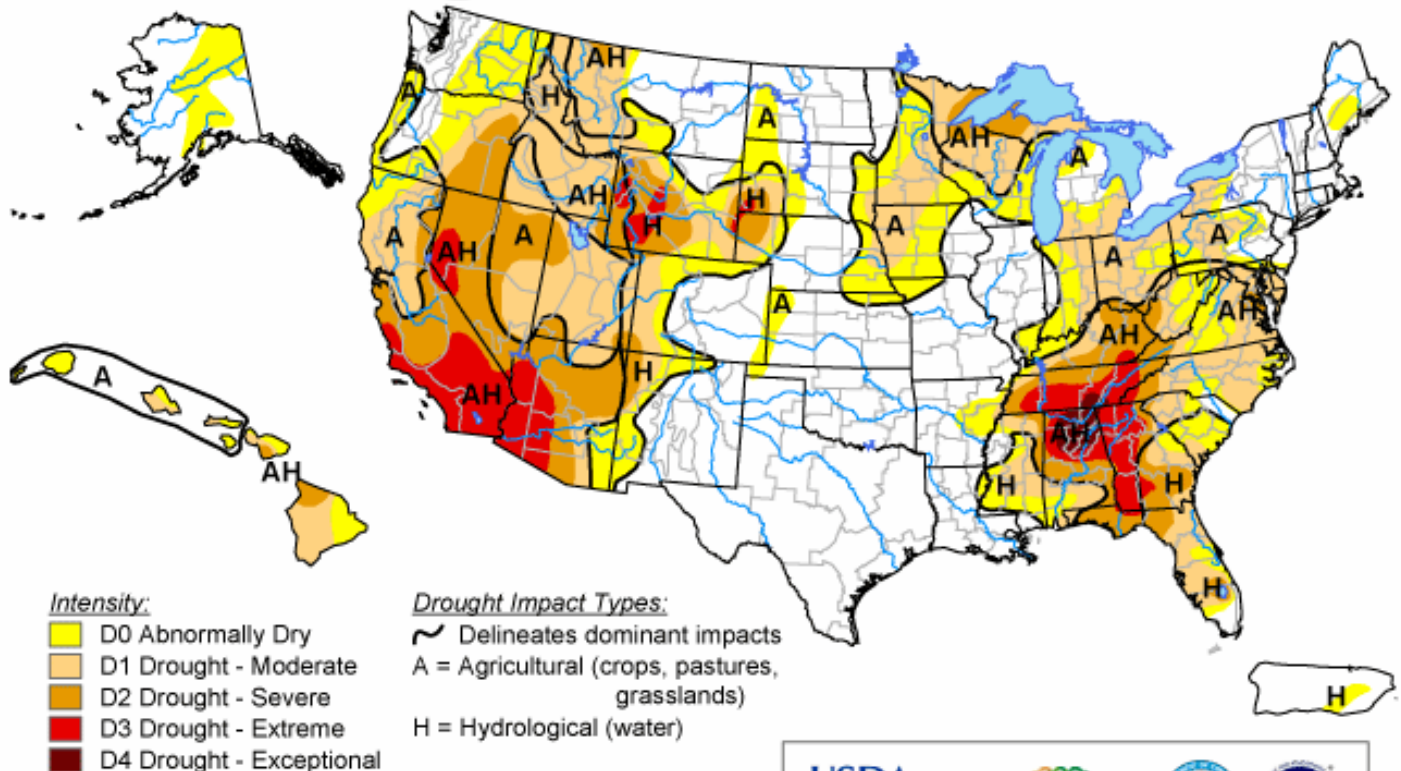 AH
A
H
A
AH
A
AH
H
H
A
A
A
AH
A
A
A
AH
AH
H
A
AH
AH
AH
H
H
H
Intensity:
D0 Abnormally Dry
D1 Drought - Moderate
D2 Drought - Severe
D3 Drought - Extreme
D4 Drought - Exceptional
Drought Impact Types:
Delineates dominant impacts
A = Agricultural (crops, pastures,
grasslands)
H = Hydrological (water)
H
USDA